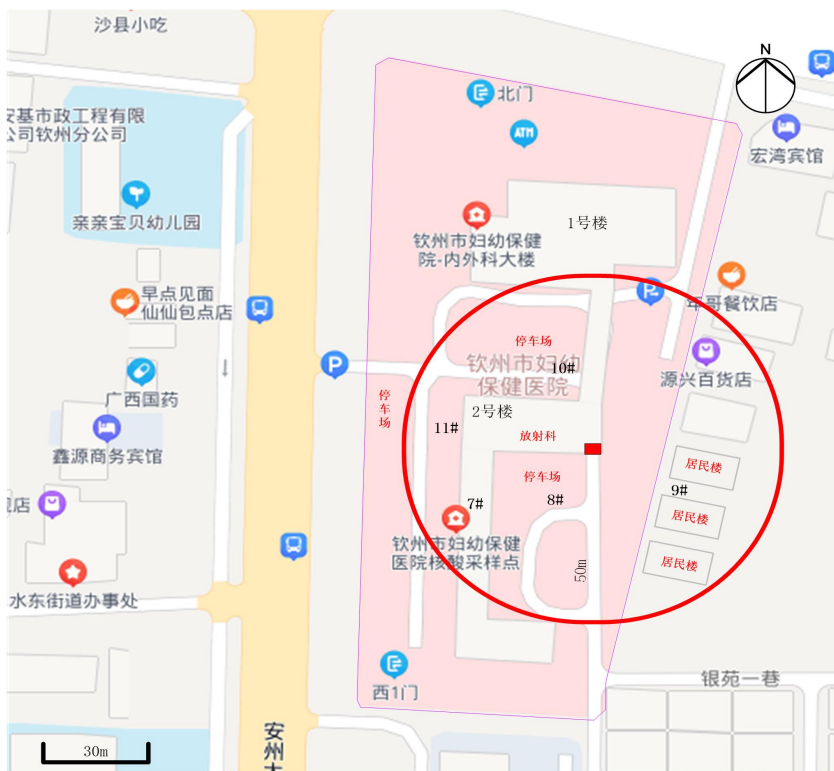 沙县小吃
N
北门
安基市政工程有限
公司钦州分公司
ATM
宏湾宾馆
亲亲宝贝幼儿园
1号楼
钦州市妇幼保健
院-内外科大楼
早点见面
仙仙包点店
年哥餐饮店
P
停车场
钦州市妇幼
保健医院
10#
源兴百货店
P
广西国药
停车场
2号楼
11#
放射科
鑫源商务宾馆
居民楼
停车场
7#
8#
9#
居民楼
钦州市妇幼保健
医院核酸采样点
50m
居民楼
水东街道办事处
西1门
银苑一巷
安州大
30m